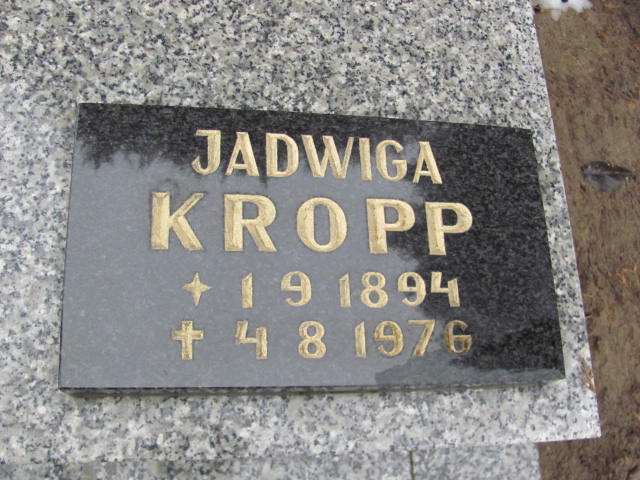 JADWIGA
KROPP
✦ 1 9 1894
✝ 4 8 1976